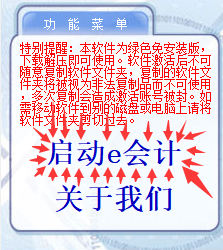 功 能 菜 单
特别提醒：本软件为绿色免安装版，
下载解压即可使用。软件激活后不可
随意复制软件文件夹，复制的软件文
件夹将被视为非法复制品而不可使用
，多次复制会造成激活账号被封。如
需移动软件到别的磁盘或电脑上请将
软件文件夹剪切过去。
启动e会计
关于我们